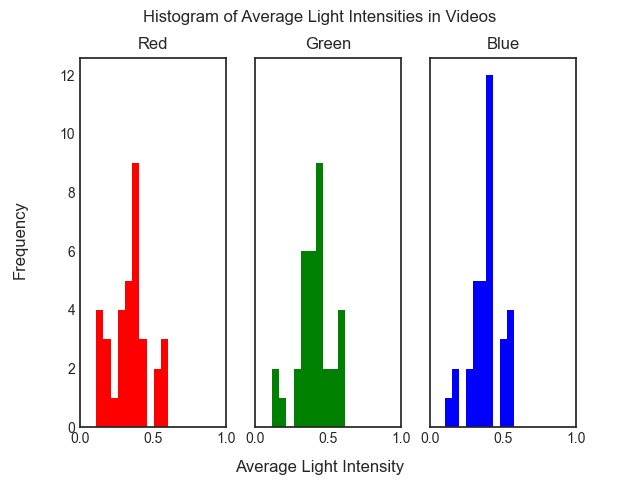 Histogram of Average Light Intensities in Videos
Red Green Blue
12
10
8
6
4
2
0
Frequency
0.0 0.5 1.0 0.0 0.5 1.0 0.0 0.5 1.0
Average Light Intensity